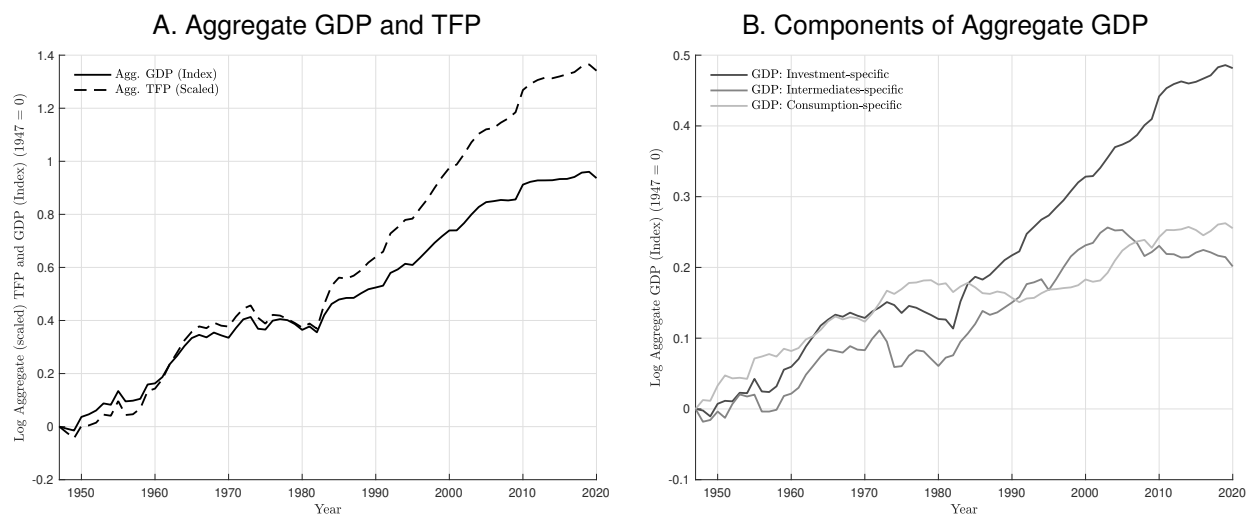 A. Aggregate GDP and TFP
Log Aggregate (scaled) TFP and GDP (Index) (1947 = 0)
1.4
1.2
1
0.8
0.6
0.4
0.2
0
-0.2
Agg. GDP (Index)
Agg. TFP (Scaled)
1950 1960 1970 1980 1990 2000 2010 2020
Year
B. Components of Aggregate GDP
Log Aggregate GDP (Index) (1947 = 0)
0.5
0.4
0.3
0.2
0.1
0
-0.1
GDP: Investment-specific
GDP: Intermediates-specific
GDP: Consumption-specific
1950 1960 1970 1980 1990 2000 2010 2020
Year